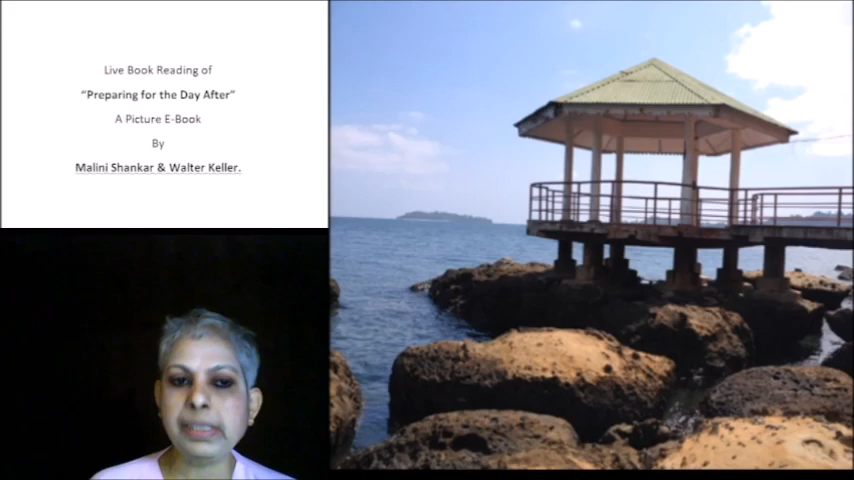 Live Book Reading of
“Preparing for the Day After”
A Picture E-Book
By
Malini Shankar & Walter Keller.